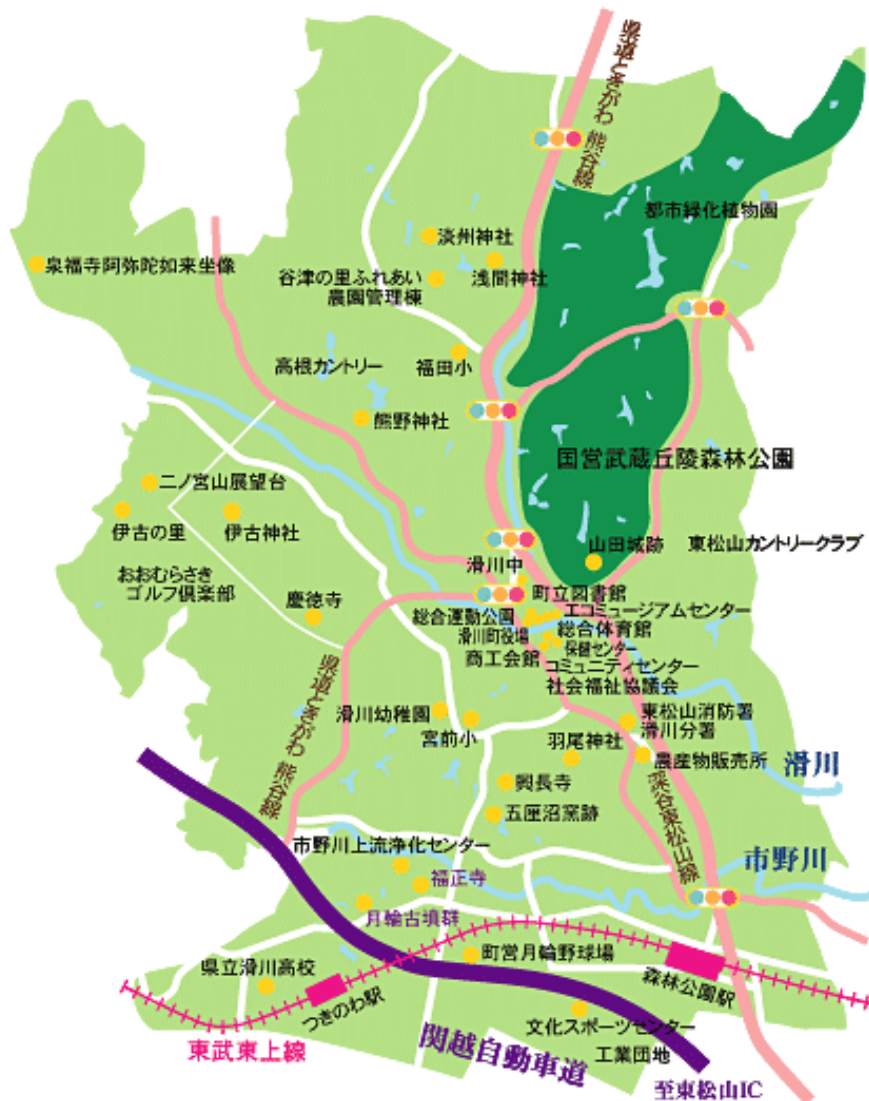 県道ときがわ 熊谷線
都市緑化植物園
淡州神社
泉福寺阿弥陀如来坐像
谷津の里ふれあい
農園管理棟
浅間神社
高根カントリー
福田小
熊野神社
国営武蔵丘陵森林公園
二ノ宮山展望台
伊古の里
伊古神社
山田城跡
東松山カントリークラブ
滑川中
おおむらさき
ゴルフ倶楽部
慶徳寺
町立図書館
エコミュージアムセンター
総合運動公園
総合体育館
滑川町役場
保健センター
商工会館
コミュニティセンター
社会福祉協議会
県道ときがわ 熊谷線
滑川幼稚園
宮前小
東松山消防署
滑川分署
羽尾神社
農産物販売所
滑川
興長寺
五厘沼窯跡
深谷東松山線
市野川上流浄化センター
市野川
福正寺
月輪古墳群
町営月輪野球場
県立滑川高校
つきのわ駅
森林公園駅
東武東上線
文化スポーツセンター
関越自動車道
工業団地
至東松山IC